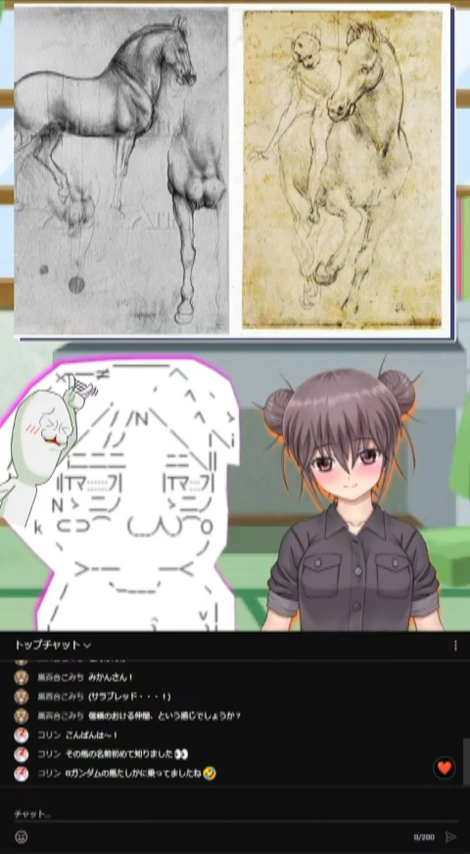 トップチャット
黒百合こみち みかんさん！
黒百合こみち (サラブレッド・・・！)
黒百合こみち 信頼のおける仲間、という感じでしょうか？
コリン こんばんは〜！
コリン その馬の名前初めて知りました👀
コリン Gガンダムの馬たしかに乗ってましたね🤣
チャット...
0/200